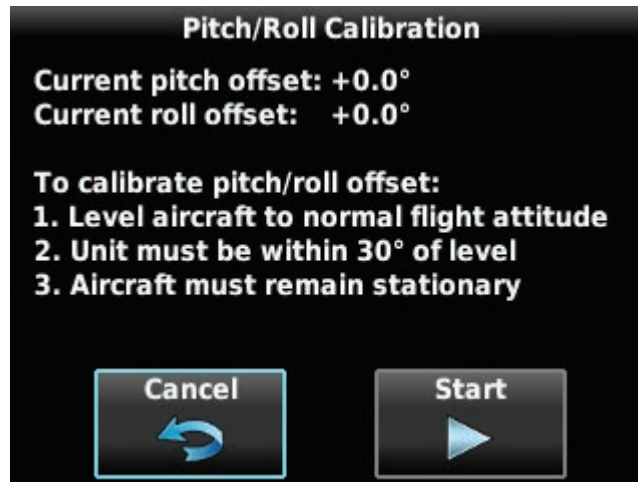 Pitch/Roll Calibration
Current pitch offset: +0.0°
Current roll offset: +0.0°
To calibrate pitch/roll offset:
1. Level aircraft to normal flight attitude
2. Unit must be within 30° of level
3. Aircraft must remain stationary
Cancel Start